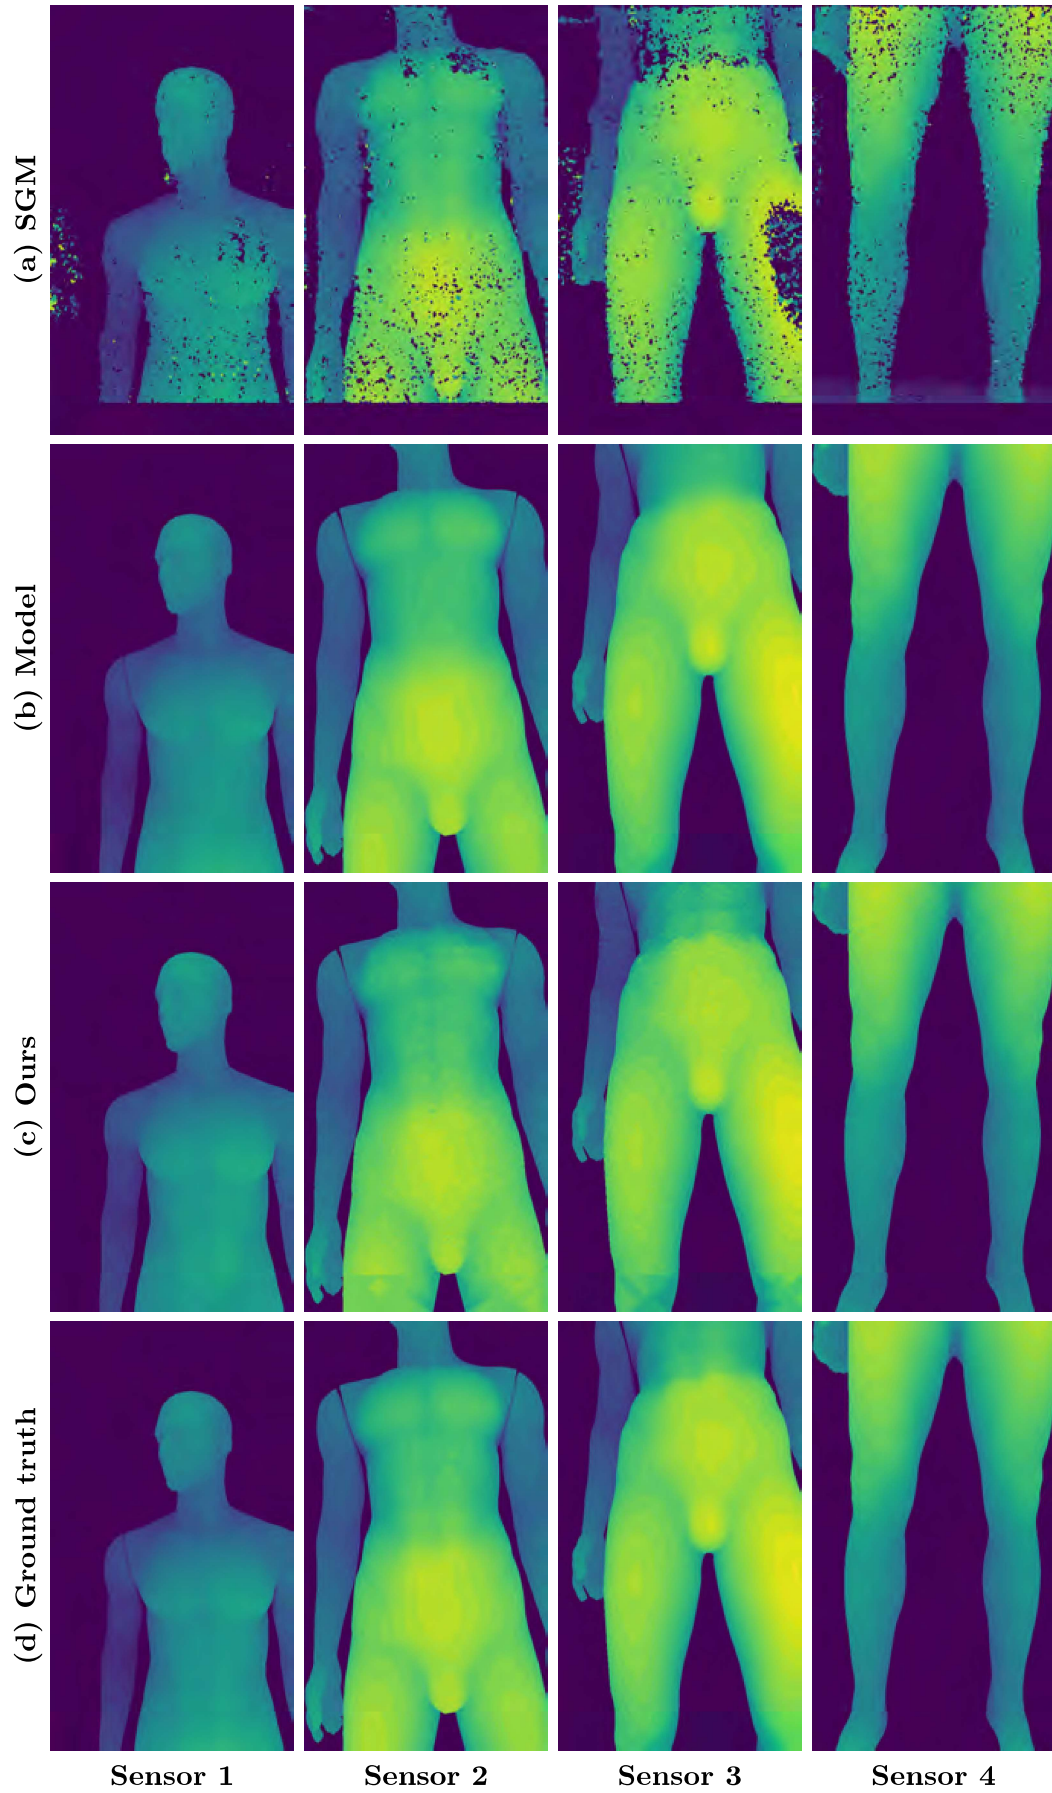 (a) SGM
(b) Model
(c) Ours
(d) Ground truth
Sensor 1
Sensor 2
Sensor 3
Sensor 4